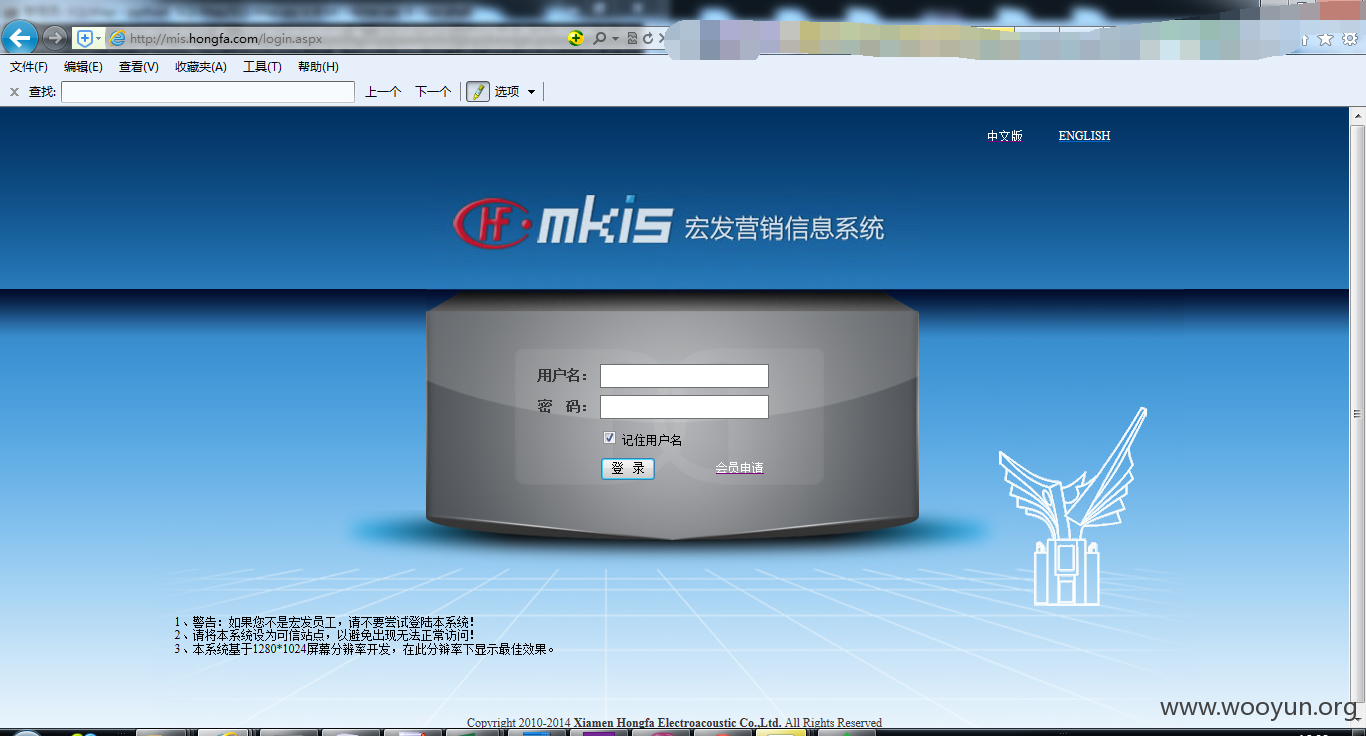 http://mis.hongfa.com/login.aspx
文件(F) 编辑(E) 查看(V) 收藏夹(A) 工具(T) 帮助(H)
查找: 上一个 下一个 选项
中文版 ENGLISH
HF mkis 宏发营销信息系统
用户名：
密 码：
记住用户名
登 录 会员申请
1、警告：如果您不是宏发员工，请不要尝试登陆本系统！
2、请将本系统设为可信站点，以避免出现无法正常访问！
3、本系统基于1280*1024屏幕分辨率开发，在此分辨率下显示最佳效果。
www.wooyun.org
Copyright 2010-2014 Xiamen Hongfa Electroacoustic Co.,Ltd. All Rights Reserved